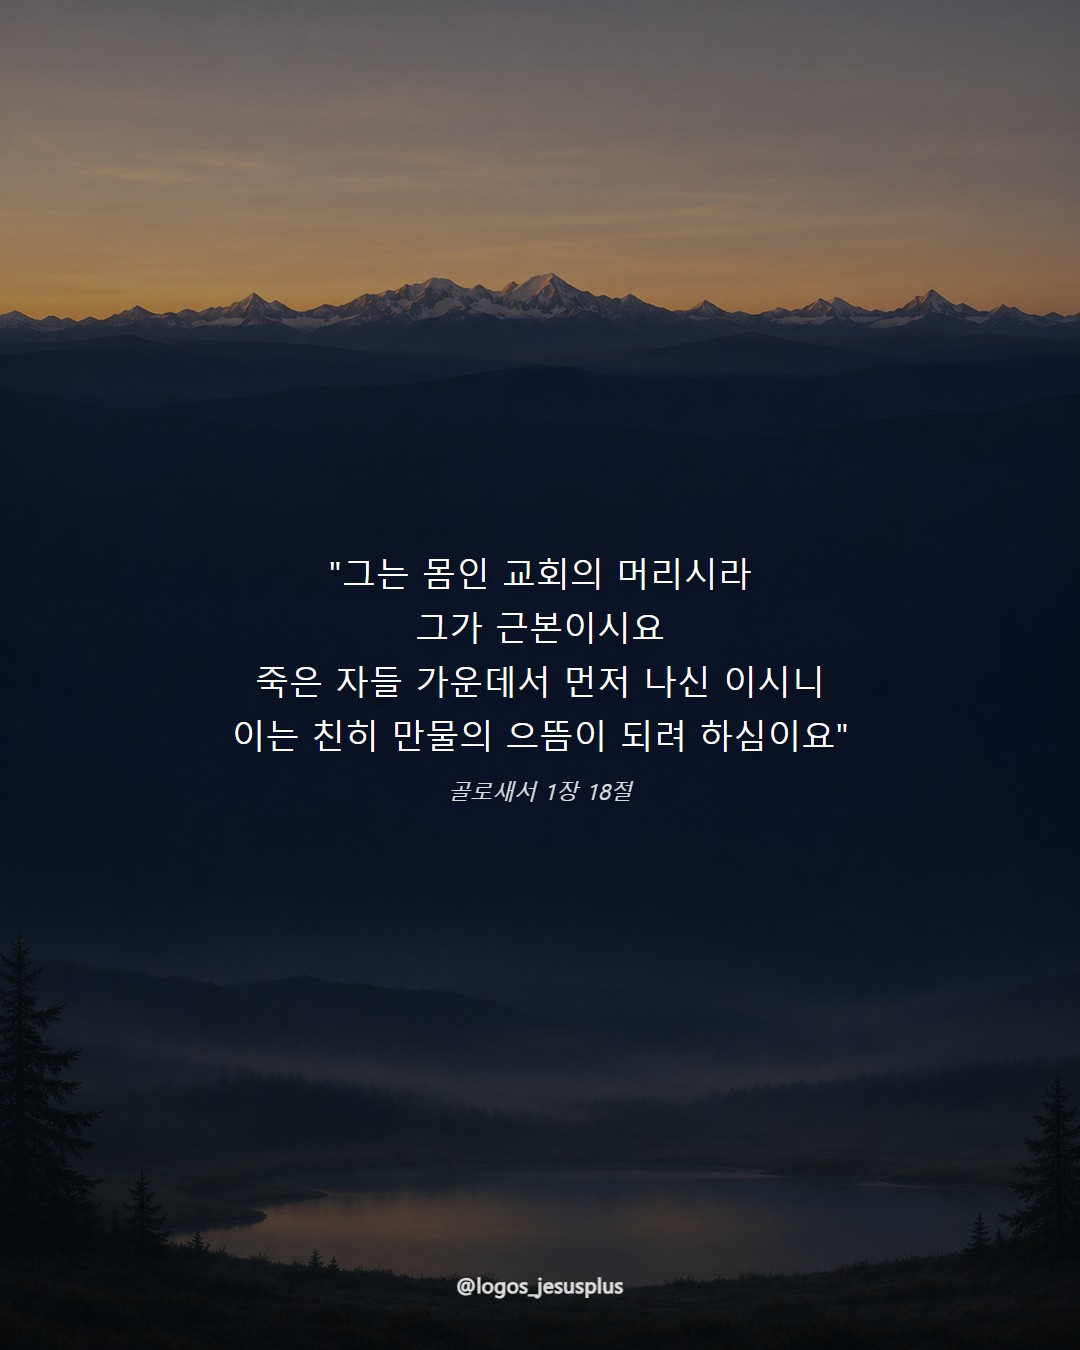 "그는 몸인 교회의 머리시라
그가 근본이시요
죽은 자들 가운데서 먼저 나신 이시니
이는 친히 만물의 으뜸이 되려 하심이요"
골로새서 1장 18절
@logos_jesusplus